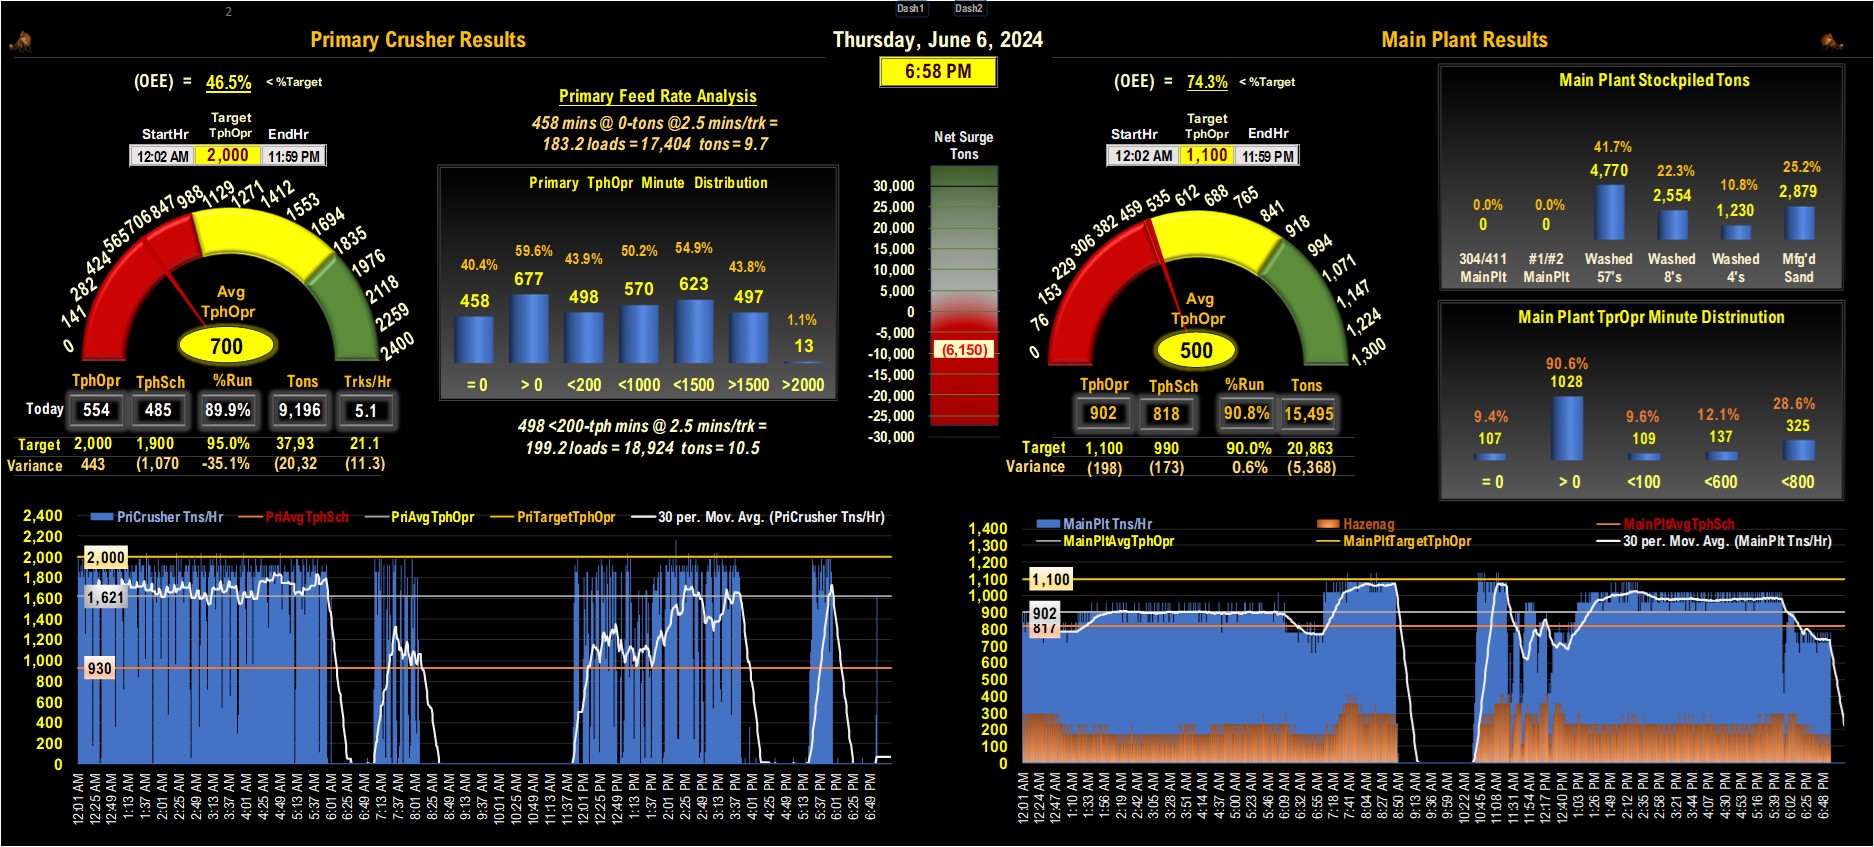 2
Dash1 Dash2
Primary Crusher Results
Thursday, June 6, 2024
Main Plant Results
6:58 PM
(OEE) = 46.5% < %Target
Target
StartHr TphOpr EndHr
12:02 AM 2,000 11:59 PM
0 141 282 424 565 706 847 988 1129 1271 1412 1553 1694 1835 1976 2118 2259 2400
Avg
TphOpr
700
TphOpr TphSch %Run Tons Trks/Hr
Today 554 485 89.9% 9,196 5.1
Target 2,000 1,900 95.0% 37,93 21.1
Variance 443 (1,070 -35.1% (20,32 (11.3)
Primary Feed Rate Analysis
458 mins @ 0-tons @2.5 mins/trk =
183.2 loads = 17,404 tons = 9.7
Primary TphOpr Minute Distribution
40.4% 59.6% 43.9% 50.2% 54.9% 43.8% 1.1%
458 677 498 570 623 497 13
= 0 > 0 <200 <1000 <1500 >1500 >2000
498 <200-tph mins @ 2.5 mins/trk =
199.2 loads = 18,924 tons = 10.5
Net Surge
Tons
30,000
25,000
20,000
15,000
10,000
5,000
0
-5,000
(6,150)
-10,000
-15,000
-20,000
-25,000
-30,000
(OEE) = 74.3% < %Target
Target
StartHr TphOpr EndHr
12:02 AM 1,100 11:59 PM
0 76 153 229 306 382 459 535 612 688 765 841 918 994 1,071 1,147 1,224 1,300
Avg
TphOpr
500
TphOpr TphSch %Run Tons
902 818 90.8% 15,495
Target 1,100 990 90.0% 20,863
Variance (198) (173) 0.6% (5,368)
Main Plant Stockpiled Tons
0.0% 0.0% 41.7% 22.3% 10.8% 25.2%
0 0 4,770 2,554 1,230 2,879
304/411 #1/#2 Washed Washed Washed Mfg'd
MainPlt MainPlt 57's 8's 4's Sand
Main Plant TprOpr Minute Distrinution
9.4% 90.6% 9.6% 12.1% 28.6%
107 1028 109 137 325
= 0 > 0 <100 <600 <800
PriCrusher Tns/Hr PriAvgTphSch PriAvgTphOpr PriTargetTphOpr 30 per. Mov. Avg. (PriCrusher Tns/Hr)
2,400
2,200
2,000
1,800
1,600
1,400
1,200
1,000
800
600
400
200
0
2,000
1,621
930
12:01 AM 12:25 AM 12:49 AM 1:13 AM 1:37 AM 2:01 AM 2:25 AM 2:49 AM 3:13 AM 3:37 AM 4:01 AM 4:25 AM 4:49 AM 5:13 AM 5:37 AM 6:01 AM 6:25 AM 6:49 AM 7:13 AM 7:37 AM 8:01 AM 8:25 AM 8:49 AM 9:13 AM 9:37 AM 10:01 AM 10:25 AM 10:49 AM 11:13 AM 11:37 AM 12:01 PM 12:25 PM 12:49 PM 1:13 PM 1:37 PM 2:01 PM 2:25 PM 2:49 PM 3:13 PM 3:37 PM 4:01 PM 4:25 PM 4:49 PM 5:13 PM 5:37 PM 6:01 PM 6:25 PM 6:49 PM
MainPlt Tns/Hr Hazenag MainPltAvgTphSch
MainPltAvgTphOpr MainPltTargetTphOpr 30 per. Mov. Avg. (MainPlt Tns/Hr)
1,400
1,300
1,200
1,100
1,000
900
800
700
600
500
400
300
200
100
0
1,100
902
817
12:01 AM 12:24 AM 12:47 AM 1:10 AM 1:33 AM 1:56 AM 2:19 AM 2:42 AM 3:05 AM 3:28 AM 3:51 AM 4:14 AM 4:37 AM 5:00 AM 5:23 AM 5:46 AM 6:09 AM 6:32 AM 6:55 AM 7:18 AM 7:41 AM 8:04 AM 8:27 AM 8:50 AM 9:13 AM 9:36 AM 9:59 AM 10:22 AM 10:45 AM 11:08 AM 11:31 AM 11:54 AM 12:17 PM 12:40 PM 1:03 PM 1:26 PM 1:49 PM 2:12 PM 2:35 PM 2:58 PM 3:21 PM 3:44 PM 4:07 PM 4:30 PM 4:53 PM 5:16 PM 5:39 PM 6:02 PM 6:25 PM 6:48 PM